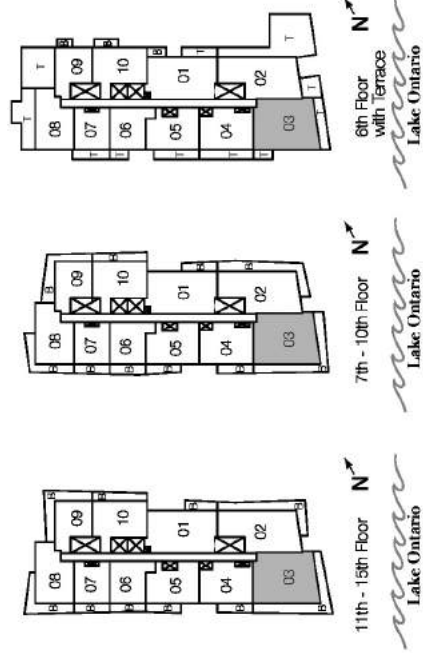 B
B
B
09
10
01
02
08
07
06
05
04
03
B
B
B
B
B
11th - 15th Floor
N
Lake Ontario
B
B
B
B
09
10
01
02
08
07
06
05
04
03
B
B
B
B
7th - 10th Floor
N
Lake Ontario
T
B
B
T
T
T
09
10
01
02
T
08
07
06
05
04
03
T
T
T
T
T
6th Floor
with Terrace
N
Lake Ontario